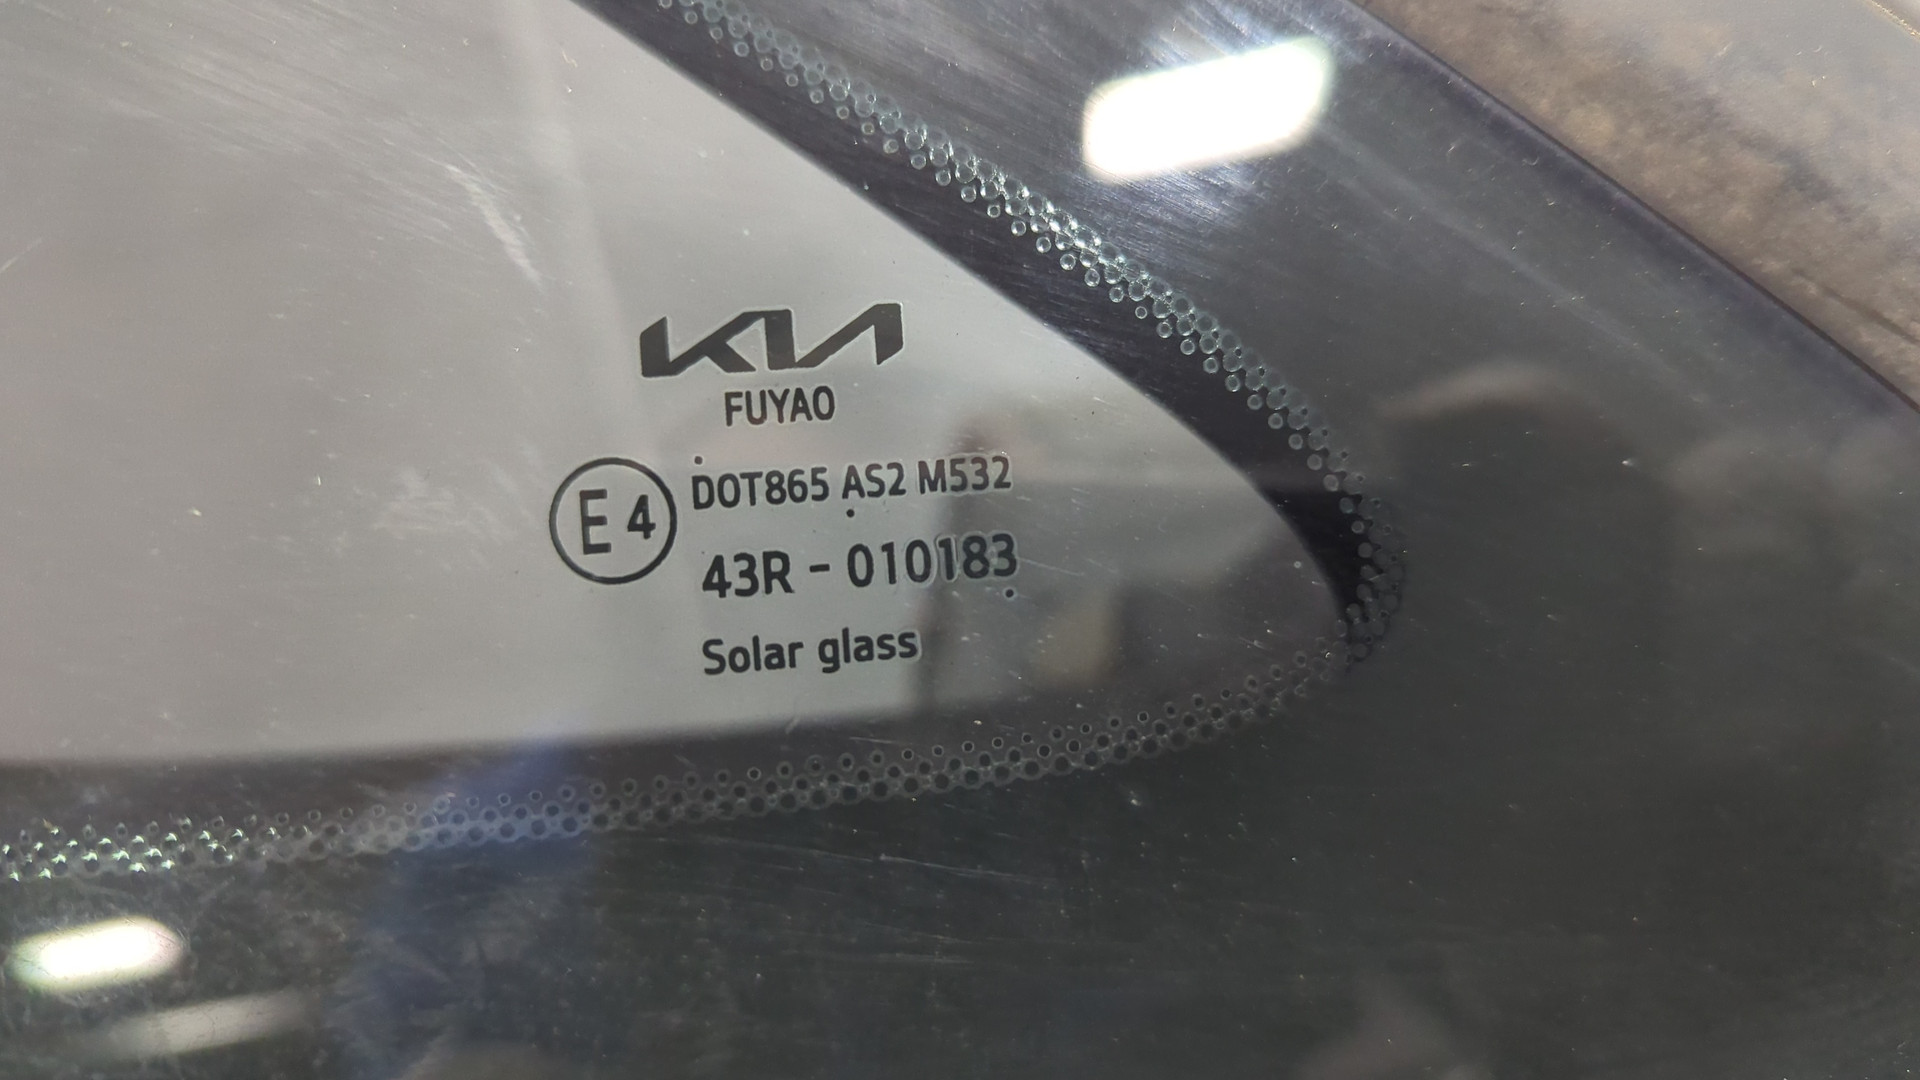 KIA
FUYAO
E4
DOT865 AS2 M532
43R - 010183
Solar glass